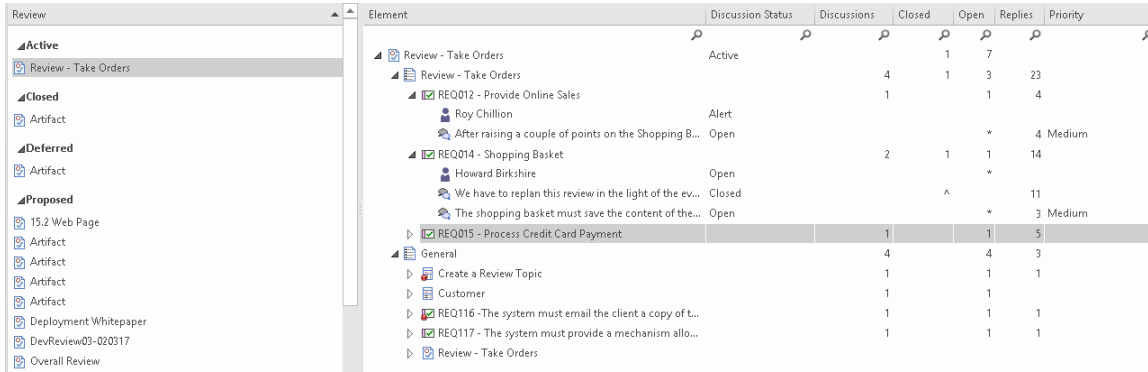 Review
Active
Review - Take Orders
Closed
Artifact
Deferred
Artifact
Proposed
15.2 Web Page
Artifact
Artifact
Artifact
Artifact
Deployment Whitepaper
DevReview03-020317
Overall Review
Element Discussion Status Discussions Closed Open Replies Priority
Review - Take Orders Active 1 7
Review - Take Orders 4 1 3 23
REQ012 - Provide Online Sales 1 1 4
Roy Chillion Alert
After raising a couple of points on the Shopping B... Open * 4 Medium
REQ014 - Shopping Basket 2 1 1 14
Howard Birkshire Open *
We have to replan this review in the light of the ev... Closed ^ 11
The shopping basket must save the content of the... Open * 3 Medium
REQ015 - Process Credit Card Payment 1 1 5
General 4 4 3
Create a Review Topic 1 1 1
Customer 1 1
REQ116 -The system must email the client a copy of t... 1 1 1
REQ117 - The system must provide a mechanism allo... 1 1 1
Review - Take Orders